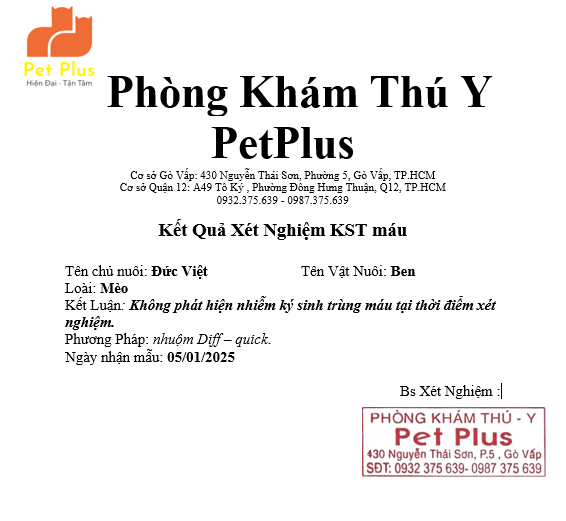 Pet Plus
Hiện Đại - Tận Tâm
Phòng Khám Thú Y
PetPlus
Cơ sở Gò Vấp: 430 Nguyễn Thái Sơn, Phường 5, Gò Vấp, TP.HCM
Cơ sở Quận 12: A49 Tô Ký , Phường Đông Hưng Thuận, Q12, TP.HCM
0932.375.639 - 0987.375.639
Kết Quả Xét Nghiệm KST máu
Tên chủ nuôi: Đức Việt Tên Vật Nuôi: Ben
Loài: Mèo
Kết Luận: Không phát hiện nhiễm ký sinh trùng máu tại thời điểm xét
nghiệm.
Phương Pháp: nhuộm Diff – quick.
Ngày nhận mẫu: 05/01/2025
Bs Xét Nghiệm :
PHÒNG KHÁM THÚ - Y
Pet Plus
430 Nguyễn Thái Sơn, P.5 , Gò Vấp
SĐT: 0932 375 639- 0987 375 639